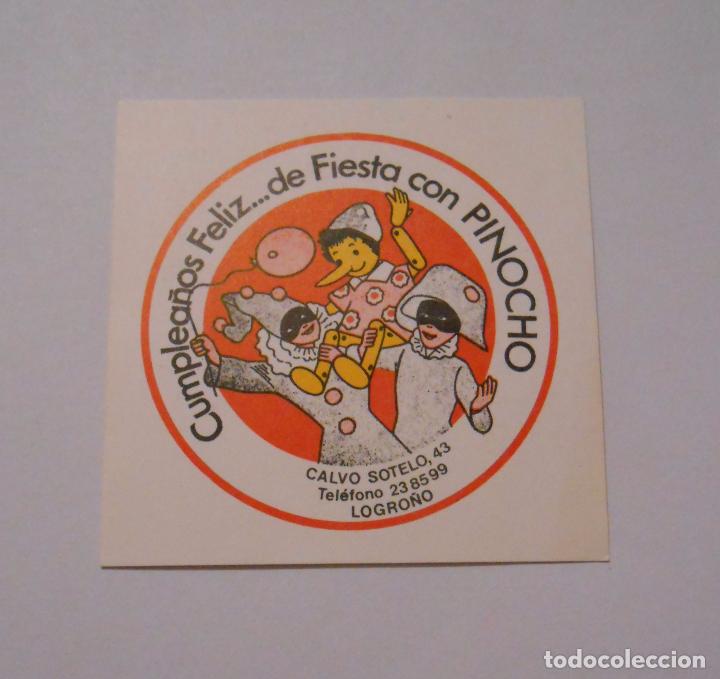 Cumpleaños Feliz...de Fiesta con PINOCHO
CALVO SOTELO, 43
Teléfono 238599
LOGROÑO
todocoleccion